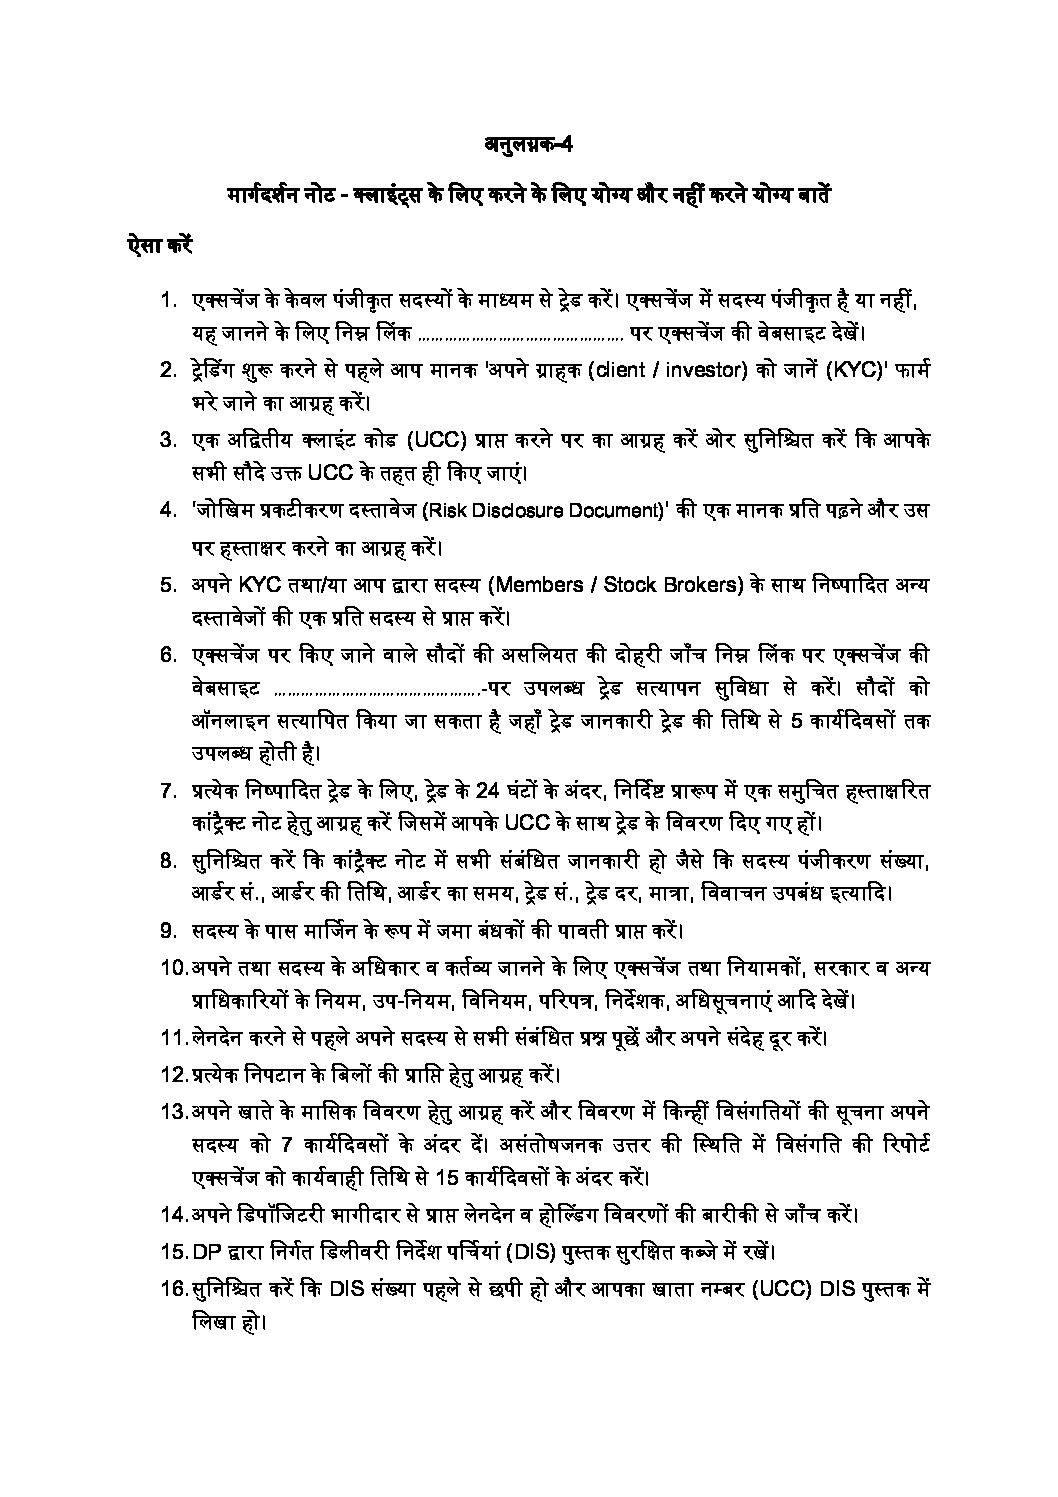 अनुलग्नक-4
मार्गदर्शन नोट - क्लाइंट्स के लिए करने के लिए योग्य और नहीं करने योग्य बातें
ऐसा करें
1. एक्सचेंज के केवल पंजीकृत सदस्यों के माध्यम से ट्रेड करें। एक्सचेंज में सदस्य पंजीकृत है या नहीं,
यह जानने के लिए निम्न लिंक ............................................ पर एक्सचेंज की वेबसाइट देखें।
2. ट्रेडिंग शुरू करने से पहले आप मानक 'अपने ग्राहक (client / investor) को जानें (KYC)' फार्म
भरे जाने का आग्रह करें।
3. एक अद्वितीय क्लाइंट कोड (UCC) प्राप्त करने पर का आग्रह करें ओर सुनिश्चित करें कि आपके
सभी सौदे उक्त UCC के तहत ही किए जाएं।
4. 'जोखिम प्रकटीकरण दस्तावेज (Risk Disclosure Document)' की एक मानक प्रति पढ़ने और उस
पर हस्ताक्षर करने का आग्रह करें।
5. अपने KYC तथा/या आप द्वारा सदस्य (Members / Stock Brokers) के साथ निष्पादित अन्य
दस्तावेजों की एक प्रति सदस्य से प्राप्त करें।
6. एक्सचेंज पर किए जाने वाले सौदों की असलियत की दोहरी जाँच निम्न लिंक पर एक्सचेंज की
वेबसाइट ............................................-पर उपलब्ध ट्रेड सत्यापन सुविधा से करें। सौदों को
ऑनलाइन सत्यापित किया जा सकता है जहाँ ट्रेड जानकारी ट्रेड की तिथि से 5 कार्यदिवसों तक
उपलब्ध होती है।
7. प्रत्येक निष्पादित ट्रेड के लिए, ट्रेड के 24 घंटों के अंदर, निर्दिष्ट प्रारूप में एक समुचित हस्ताक्षरित
कांट्रैक्ट नोट हेतु आग्रह करें जिसमें आपके UCC के साथ ट्रेड के विवरण दिए गए हों।
8. सुनिश्चित करें कि कांट्रैक्ट नोट में सभी संबंधित जानकारी हो जैसे कि सदस्य पंजीकरण संख्या,
आर्डर सं., आर्डर की तिथि, आर्डर का समय, ट्रेड सं., ट्रेड दर, मात्रा, विवाचन उपबंध इत्यादि।
9. सदस्य के पास मार्जिन के रूप में जमा बंधकों की पावती प्राप्त करें।
10. अपने तथा सदस्य के अधिकार व कर्तव्य जानने के लिए एक्सचेंज तथा नियामकों, सरकार व अन्य
प्राधिकारियों के नियम, उप-नियम, विनियम, परिपत्र, निर्देशक, अधिसूचनाएं आदि देखें।
11. लेनदेन करने से पहले अपने सदस्य से सभी संबंधित प्रश्न पूछें और अपने संदेह दूर करें।
12. प्रत्येक निपटान के बिलों की प्राप्ति हेतु आग्रह करें।
13. अपने खाते के मासिक विवरण हेतु आग्रह करें और विवरण में किन्हीं विसंगतियों की सूचना अपने
सदस्य को 7 कार्यदिवसों के अंदर दें। असंतोषजनक उत्तर की स्थिति में विसंगति की रिपोर्ट
एक्सचेंज को कार्यवाही तिथि से 15 कार्यदिवसों के अंदर करें।
14. अपने डिपॉजिटरी भागीदार से प्राप्त लेनदेन व होल्डिंग विवरणों की बारीकी से जाँच करें।
15. DP द्वारा निर्गत डिलीवरी निर्देश पर्चियां (DIS) पुस्तक सुरक्षित कब्जे में रखें।
16. सुनिश्चित करें कि DIS संख्या पहले से छपी हो और आपका खाता नम्बर (UCC) DIS पुस्तक में
लिखा हो।